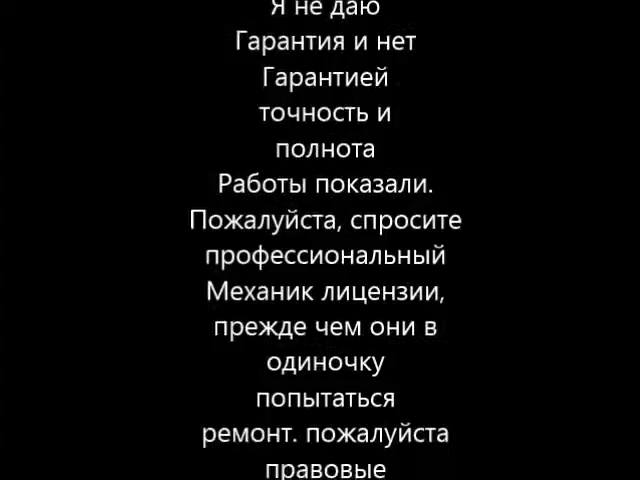 Я не даю
Гарантия и нет
Гарантией
точность и
полнота
Работы показали.
Пожалуйста, спросите
профессиональный
Механик лицензии,
прежде чем они в
одиночку
попытаться
ремонт. пожалуйста
правовые